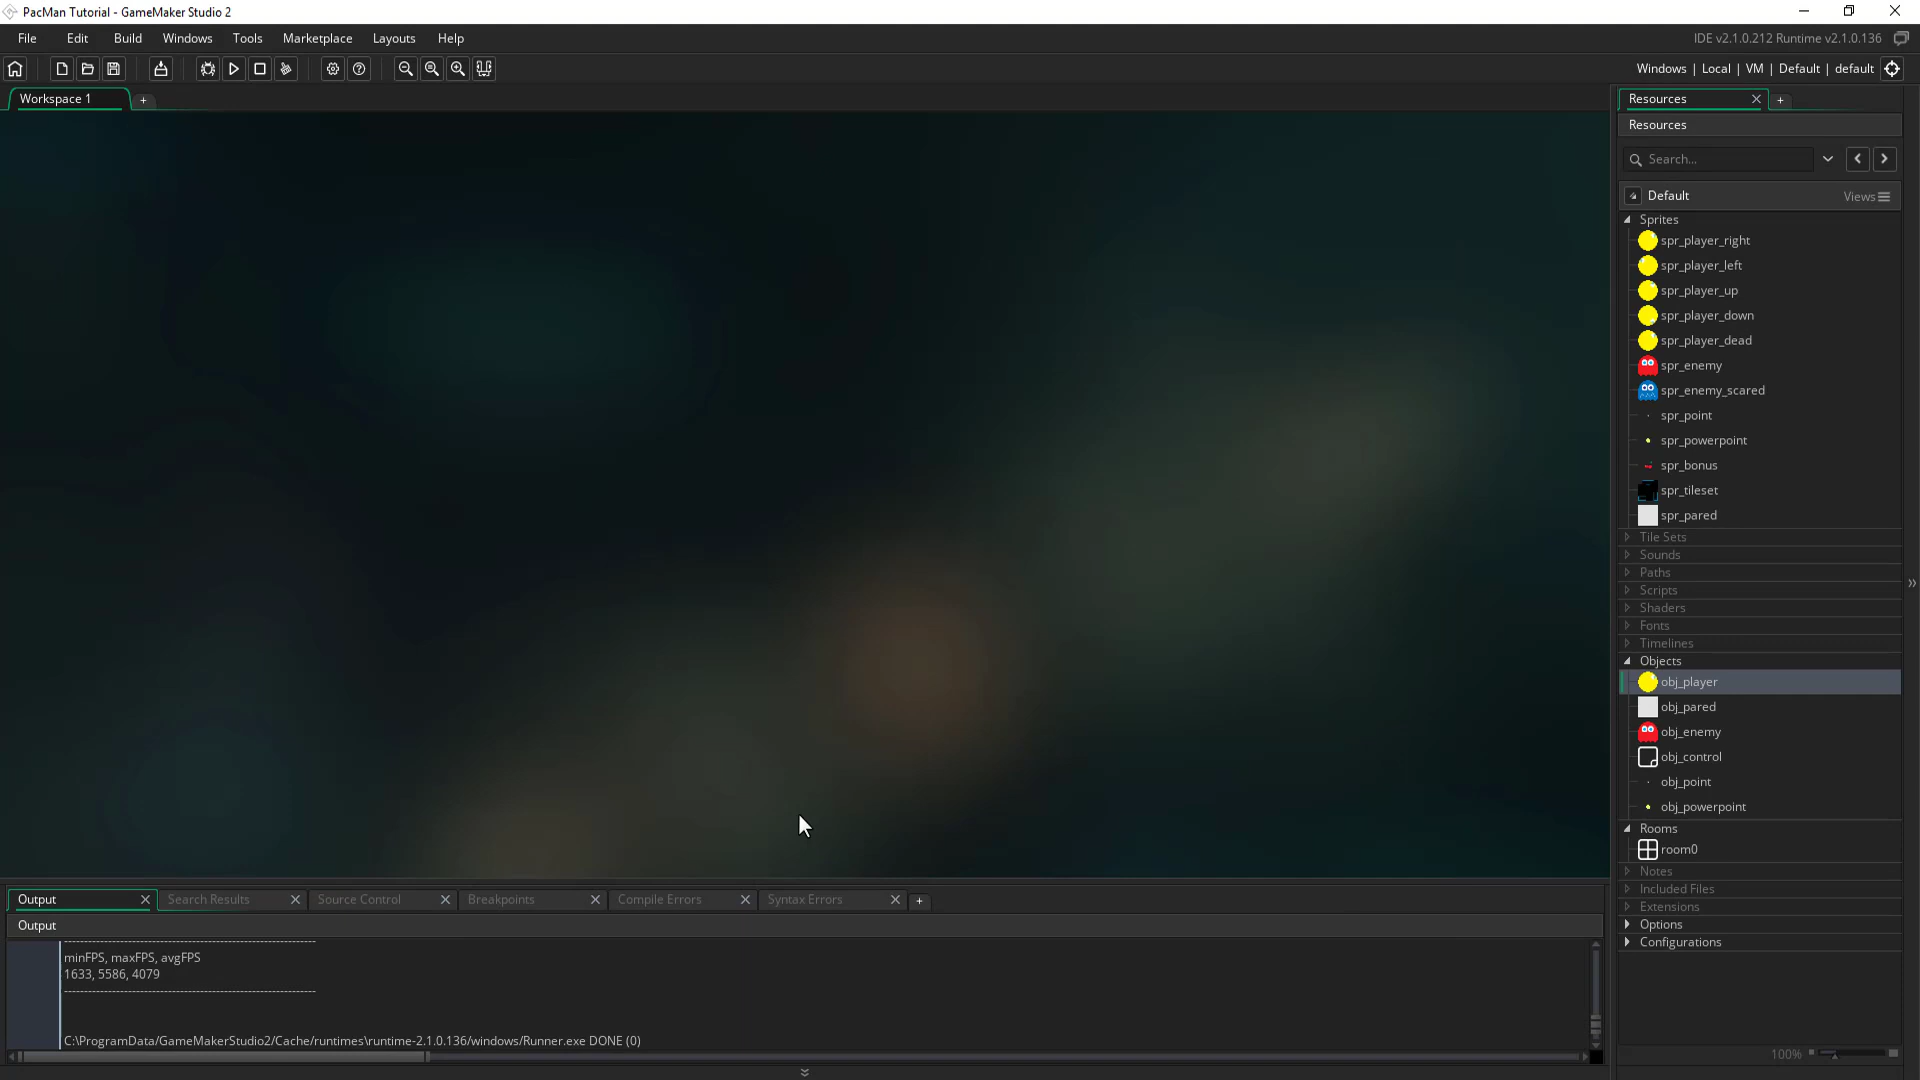 PacMan Tutorial - GameMaker Studio 2
File Edit Build Windows Tools Marketplace Layouts Help
IDE v2.1.0.212 Runtime v2.1.0.136
Windows | Local | VM | Default | default
Workspace 1
Resources
Resources
Search...
Default
Views
Sprites
spr_player_right
spr_player_left
spr_player_up
spr_player_down
spr_player_dead
spr_enemy
spr_enemy_scared
spr_point
spr_powerpoint
spr_bonus
spr_tileset
spr_pared
Tile Sets
Sounds
Paths
Scripts
Shaders
Fonts
Timelines
Objects
obj_player
obj_pared
obj_enemy
obj_control
obj_point
obj_powerpoint
Rooms
room0
Notes
Included Files
Extensions
Options
Configurations
100%
Output Search Results Source Control Breakpoints Compile Errors Syntax Errors
Output
minFPS, maxFPS, avgFPS
1633, 5586, 4079
C:\ProgramData/GameMakerStudio2/Cache/runtimes\runtime-2.1.0.136/windows/Runner.exe DONE (0)